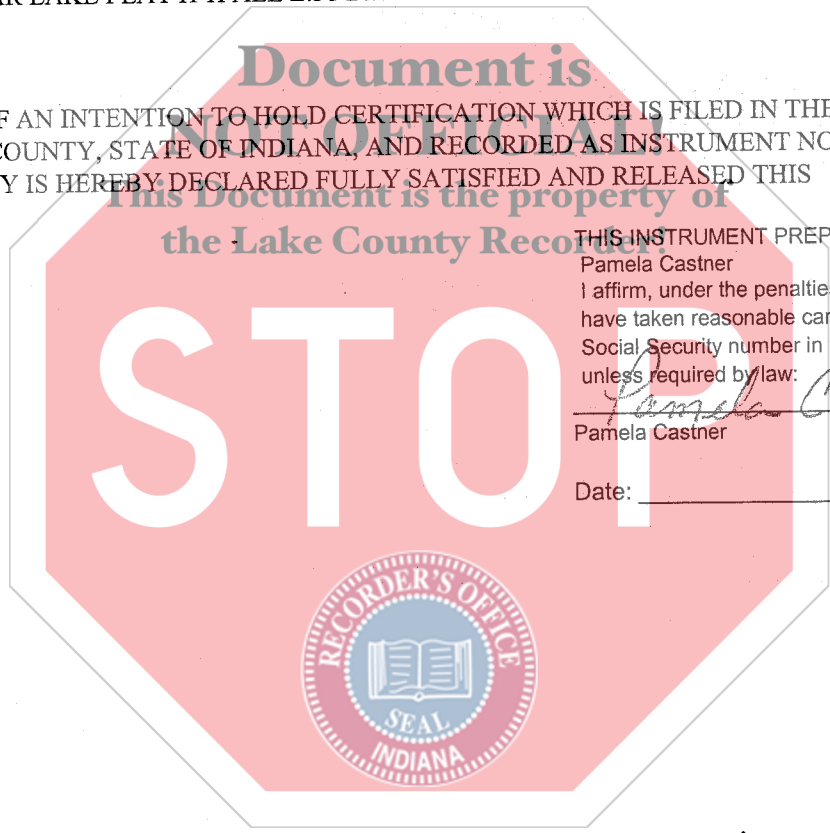 Document is
F AN INTENTION TO HOLD CERTIFICATION WHICH IS FILED IN THE
NOT OFFICIAL!
COUNTY, STATE OF INDIANA, AND RECORDED AS INSTRUMENT NO
Y IS HEREBY DECLARED FULLY SATISFIED AND RELEASED THIS
This Document is the property of
the Lake County Recorder!
THIS INSTRUMENT PREP
Pamela Castner
I affirm, under the penaltie
have taken reasonable car
Social Security number in
unless required by law:
Pamela C
Pamela Castner
Date:
STOP
RECORDER'S OFFICE
SEAL
INDIANA